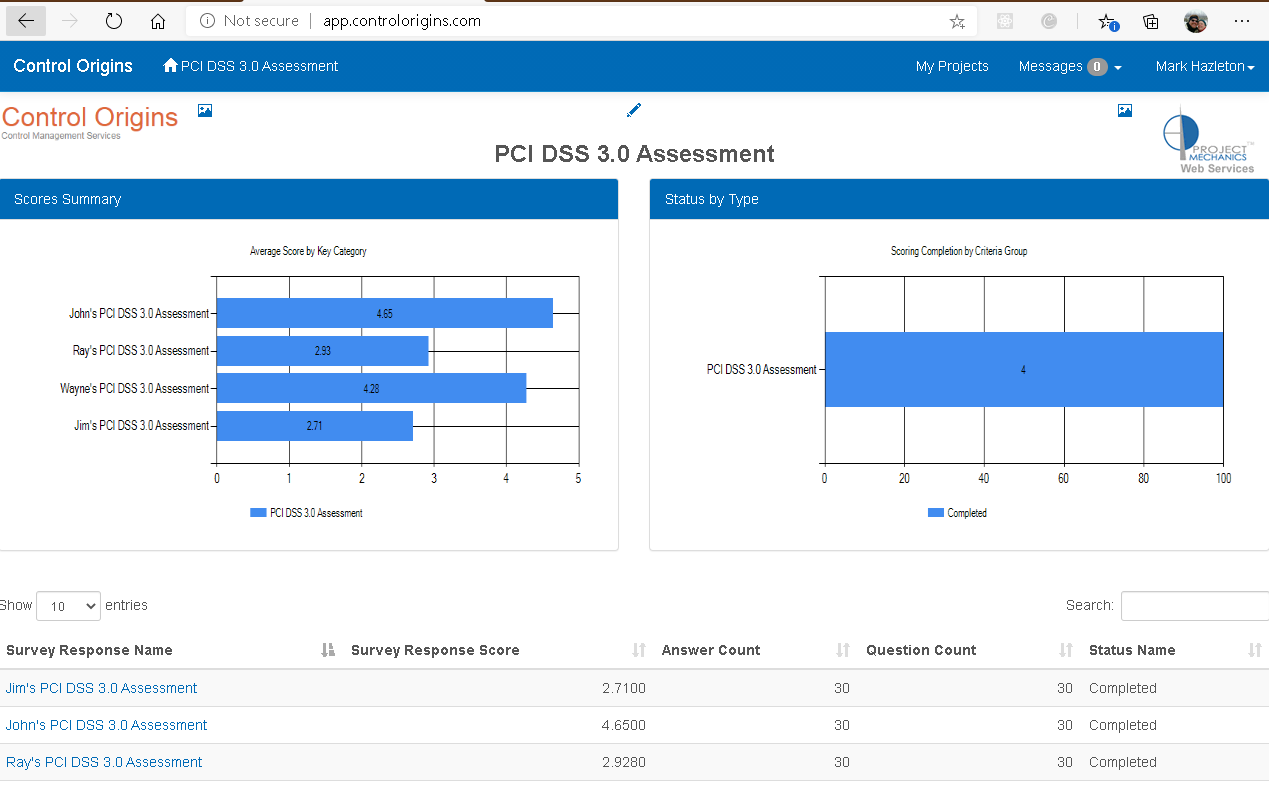 Not secure | app.controlorigins.com
Control Origins PCI DSS 3.0 Assessment My Projects Messages 0 Mark Hazleton
Control Origins
Control Management Services
PROJECT
MECHANICS
TM
Web Services
PCI DSS 3.0 Assessment
Scores Summary
Average Score by Key Category
John's PCI DSS 3.0 Assessment 4.65
Ray's PCI DSS 3.0 Assessment 2.93
Wayne's PCI DSS 3.0 Assessment 4.28
Jim's PCI DSS 3.0 Assessment 2.71
0 1 2 3 4 5
PCI DSS 3.0 Assessment
Status by Type
Scoring Completion by Criteria Group
PCI DSS 3.0 Assessment 4
0 20 40 60 80 100
Completed
Show 10 entries Search:
Survey Response Name Survey Response Score Answer Count Question Count Status Name
Jim's PCI DSS 3.0 Assessment 2.7100 30 30 Completed
John's PCI DSS 3.0 Assessment 4.6500 30 30 Completed
Ray's PCI DSS 3.0 Assessment 2.9280 30 30 Completed